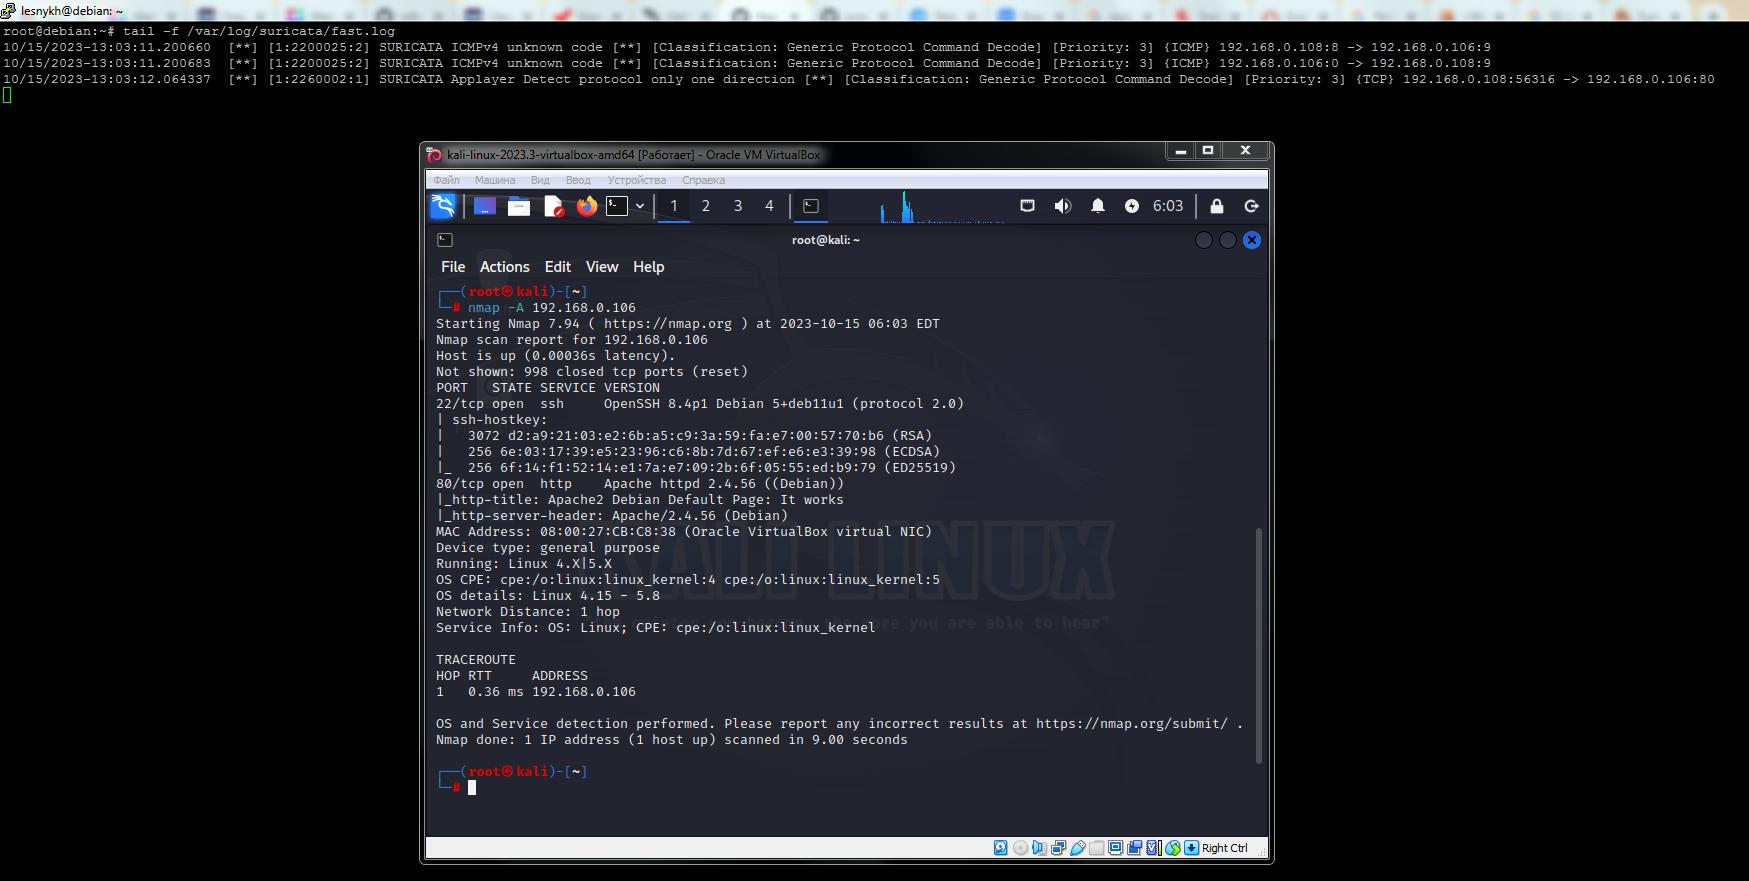 lesnykh@debian: ~
root@debian:~# tail -f /var/log/suricata/fast.log
10/15/2023-13:03:11.200660  [**] [1:2200025:2] SURICATA ICMPv4 unknown code [**] [Classification: Generic Protocol Command Decode] [Priority: 3] {ICMP} 192.168.0.108:8 -> 192.168.0.106:9
10/15/2023-13:03:11.200683  [**] [1:2200025:2] SURICATA ICMPv4 unknown code [**] [Classification: Generic Protocol Command Decode] [Priority: 3] {ICMP} 192.168.0.106:0 -> 192.168.0.108:9
10/15/2023-13:03:12.064337  [**] [1:2260002:1] SURICATA Applayer Detect protocol only one direction [**] [Classification: Generic Protocol Command Decode] [Priority: 3] {TCP} 192.168.0.108:56316 -> 192.168.0.106:80
kali-linux-2023.3-virtualbox-amd64 [Работает] - Oracle VM VirtualBox
Файл Машина Вид Ввод Устройства Справка
1 2 3 4 6:03
root@kali: ~
File Actions Edit View Help
┌──(root㉿kali)-[~]
└─# nmap -A 192.168.0.106
Starting Nmap 7.94 ( https://nmap.org ) at 2023-10-15 06:03 EDT
Nmap scan report for 192.168.0.106
Host is up (0.00036s latency).
Not shown: 998 closed tcp ports (reset)
PORT   STATE SERVICE VERSION
22/tcp open  ssh     OpenSSH 8.4p1 Debian 5+deb11u1 (protocol 2.0)
| ssh-hostkey:
|   3072 d2:a9:21:03:e2:6b:a5:c9:3a:59:fa:e7:00:57:70:b6 (RSA)
|   256 6e:03:17:39:e5:23:96:c6:8b:7d:67:ef:e6:e3:39:98 (ECDSA)
|_  256 6f:14:f1:52:14:e1:7a:e7:09:2b:6f:05:55:ed:b9:79 (ED25519)
80/tcp open  http    Apache httpd 2.4.56 ((Debian))
|_http-title: Apache2 Debian Default Page: It works
|_http-server-header: Apache/2.4.56 (Debian)
MAC Address: 08:00:27:CB:C8:38 (Oracle VirtualBox virtual NIC)
Device type: general purpose
Running: Linux 4.X|5.X
OS CPE: cpe:/o:linux:linux_kernel:4 cpe:/o:linux:linux_kernel:5
OS details: Linux 4.15 - 5.8
Network Distance: 1 hop
Service Info: OS: Linux; CPE: cpe:/o:linux:linux_kernel
KALI LINUX
more you are able to hear"
TRACEROUTE
HOP RTT     ADDRESS
1   0.36 ms 192.168.0.106
OS and Service detection performed. Please report any incorrect results at https://nmap.org/submit/ .
Nmap done: 1 IP address (1 host up) scanned in 9.00 seconds
┌──(root㉿kali)-[~]
└─#
Right Ctrl